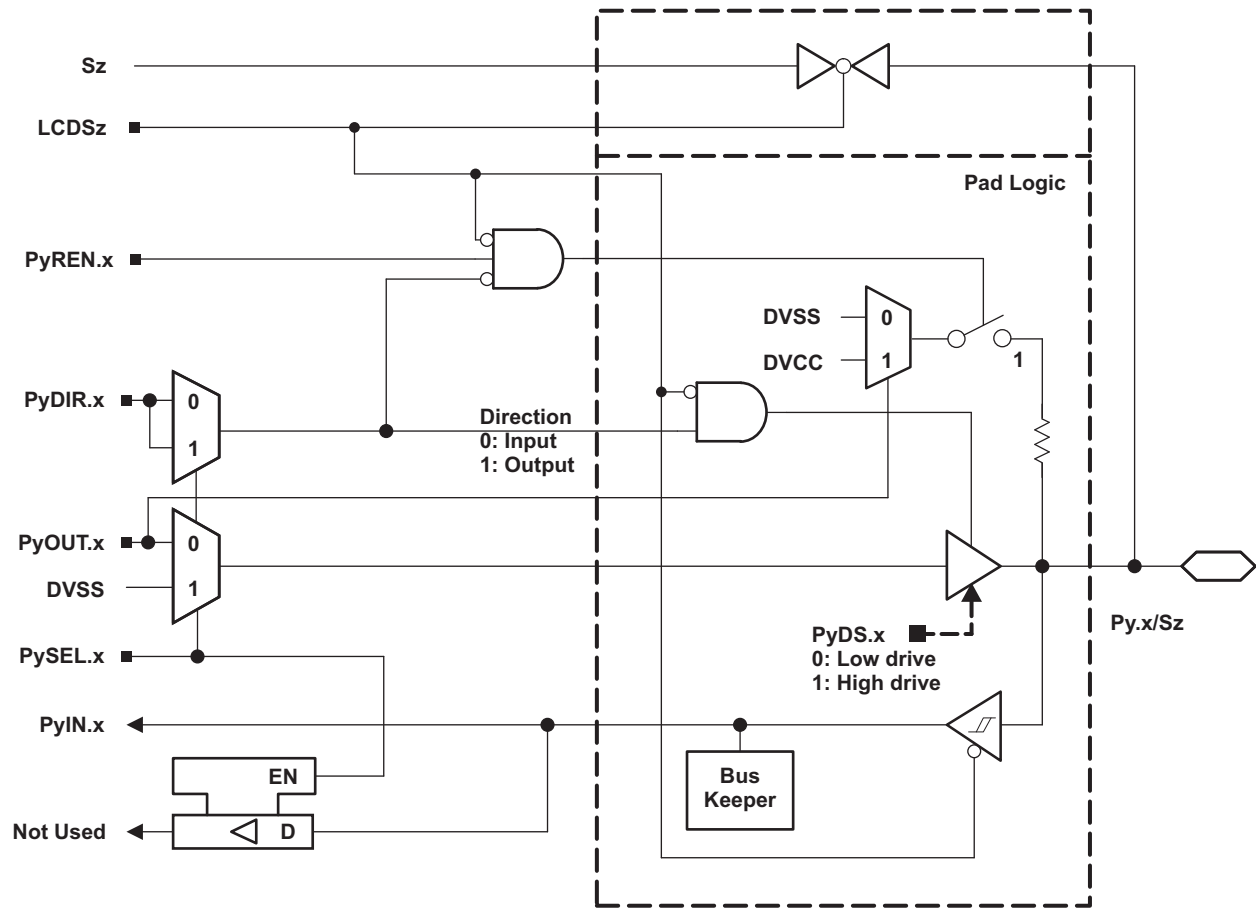 Sz
LCDSz
Pad Logic
PyREN.x
DVSS
0
DVCC
1
1
PyDIR.x
0
1
Direction
0: Input
1: Output
PyOUT.x
0
DVSS
1
PyDS.x
0: Low drive
1: High drive
Py.x/Sz
PySEL.x
PyIN.x
EN
Bus
Keeper
Not Used
D